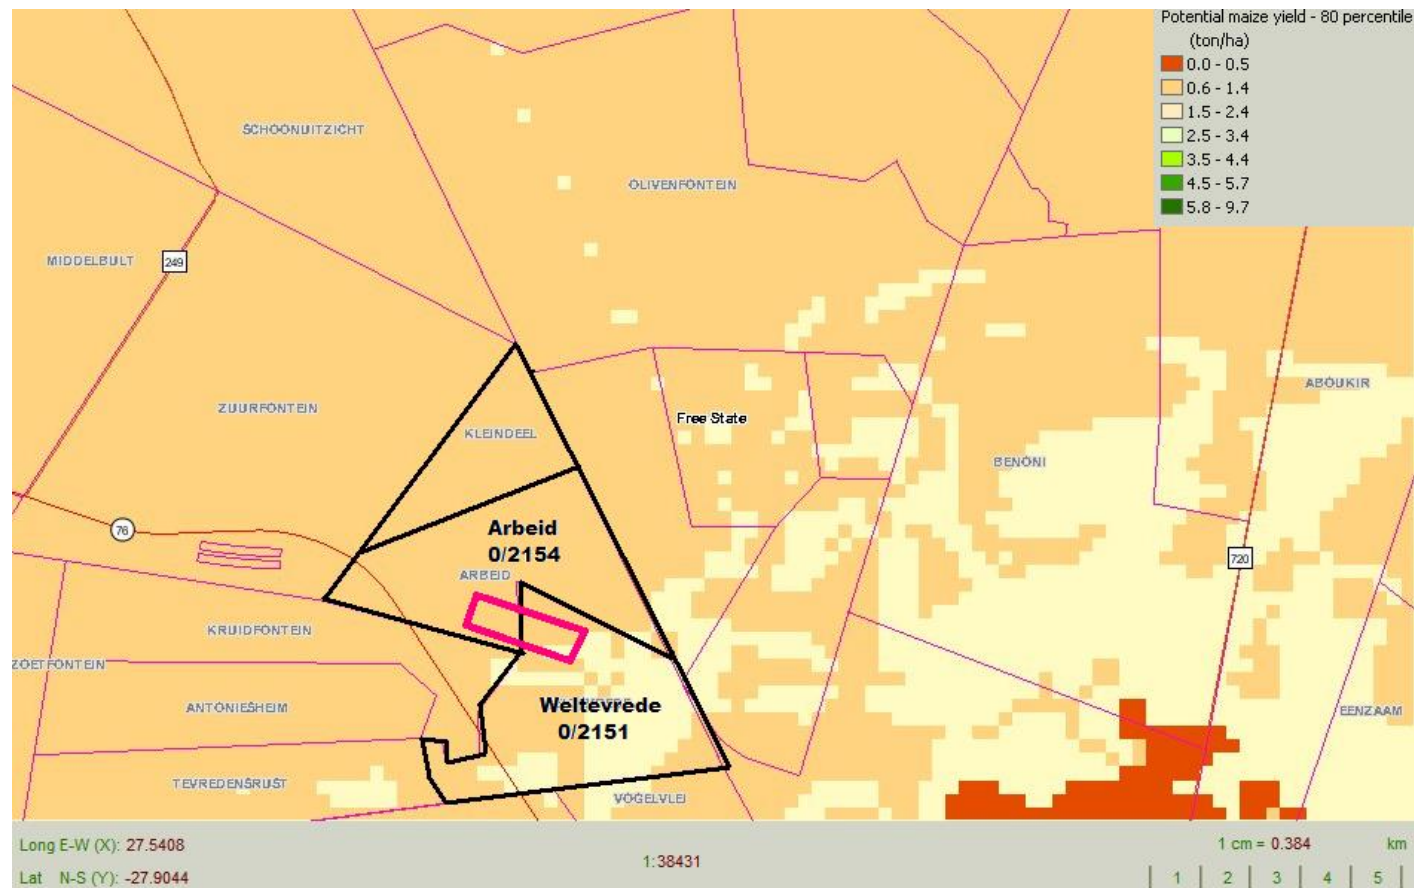 Potential maize yield - 80 percentile
(ton/ha)
0.0 - 0.5
0.6 - 1.4
1.5 - 2.4
2.5 - 3.4
3.5 - 4.4
4.5 - 5.7
5.8 - 9.7
SCHOONUITZICHT
OLIVENFONTEIN
MIDDELBULT
249
ABOUKIR
ZUURFONTEIN
Free State
KLEINDEEL
BENONI
76
Arbeid
0/2154
720
ARBEID
KRUIDFONTEIN
ZOETFONTEIN
ANTONIESHEIM
Weltevrede
0/2151
EENZAAM
TEVREDENSRUST
VOGELVLEI
Long E-W (X): 27.5408
1:38431
1 cm = 0.384 km
Lat N-S (Y): -27.9044
1 2 3 4 5